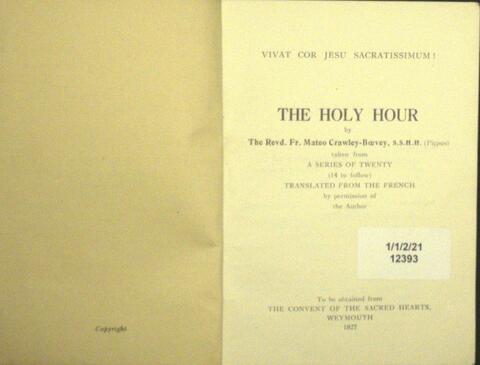 Copyright
VIVAT COR JESU SACRATISSIMUM!
THE HOLY HOUR
by
The Revd. Fr. Mateo Crawley-Bœvey, S.S.H.H. (Picpus)
taken from
A SERIES OF TWENTY
(14 to follow)
TRANSLATED FROM THE FRENCH
by permission of
the Author
1/1/2/21
12393
To be obtained from
THE CONVENT OF THE SACRED HEARTS,
WEYMOUTH
1927